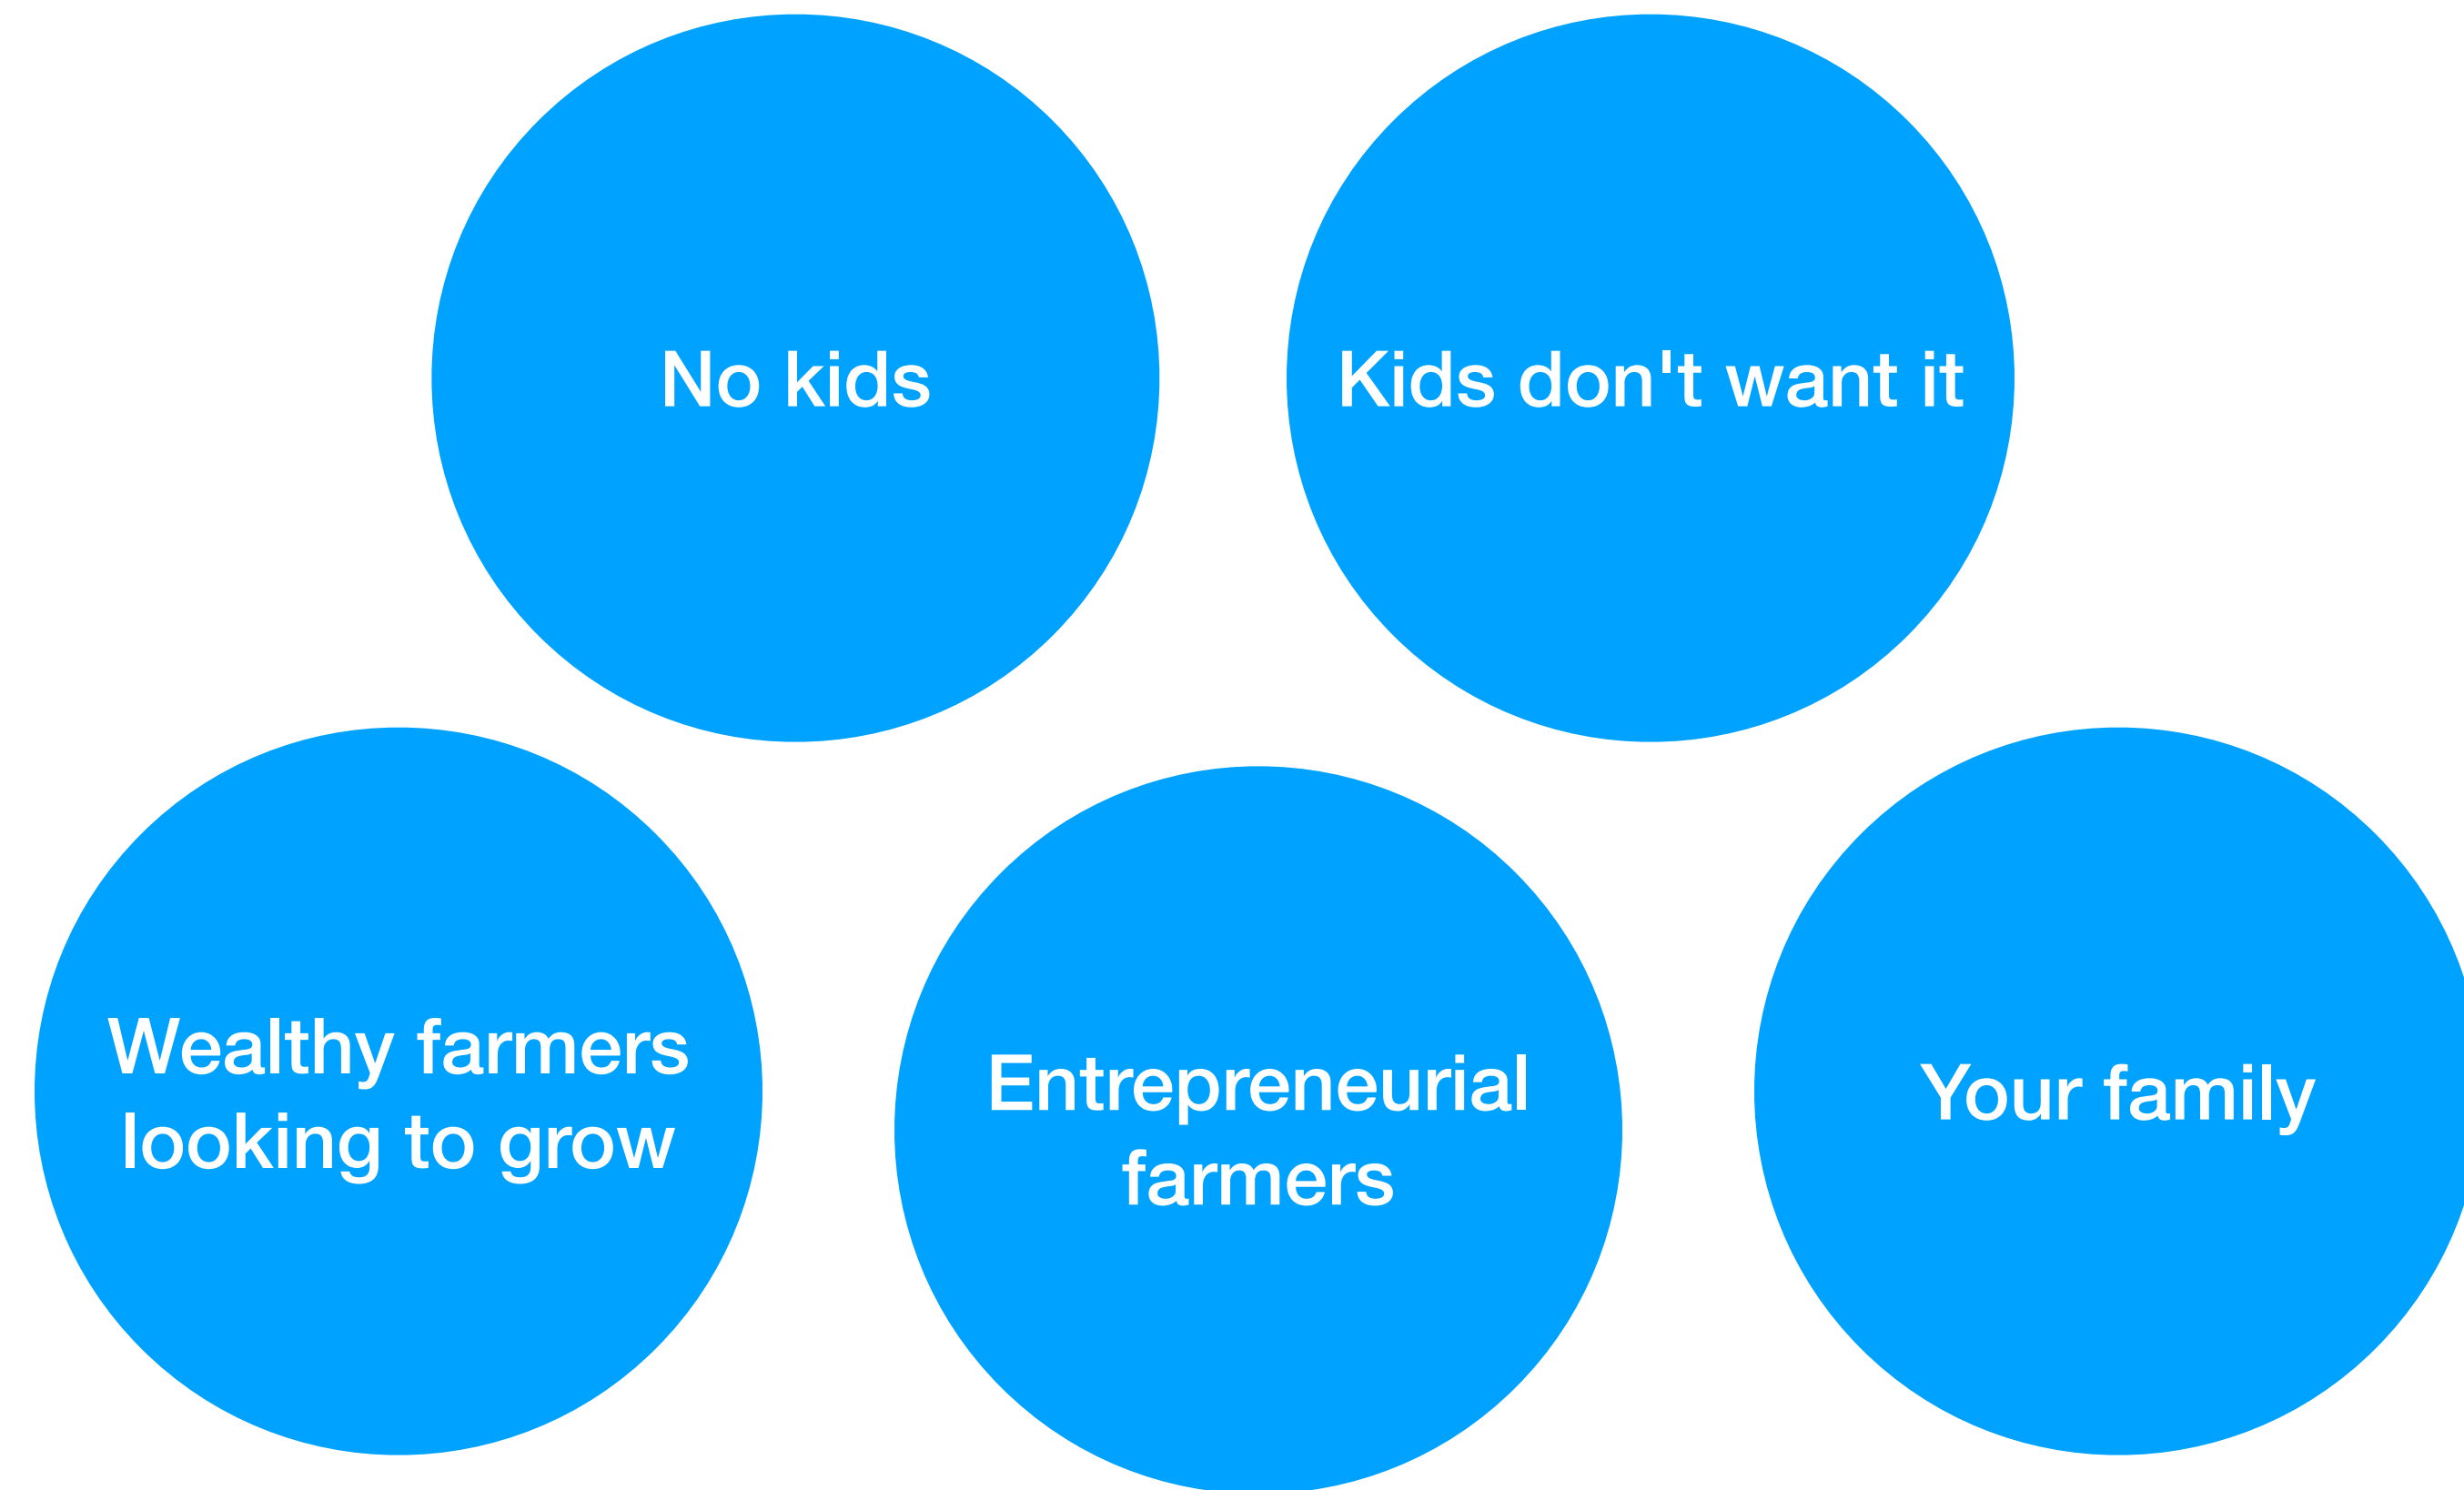 No kids
Kids don't want it
Wealthy farmers
looking to grow
Entrepreneurial
farmers
Your family